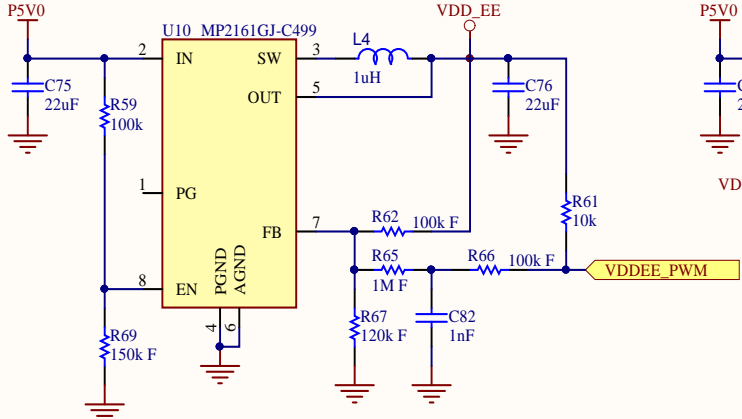 P5V0
VDD_EE
P5V0
U10 MP2161GJ-C499
2
IN
SW
3
L4
1uH
OUT
5
C75
22uF
R59
100k
C76
22uF
C
2
1
PG
VD
R61
10k
FB
7
R62
100k F
R65
1M F
R66
100k F
VDDEE_PWM
8
EN
PGND
AGND
4
6
R67
120k F
C82
1nF
R69
150k F